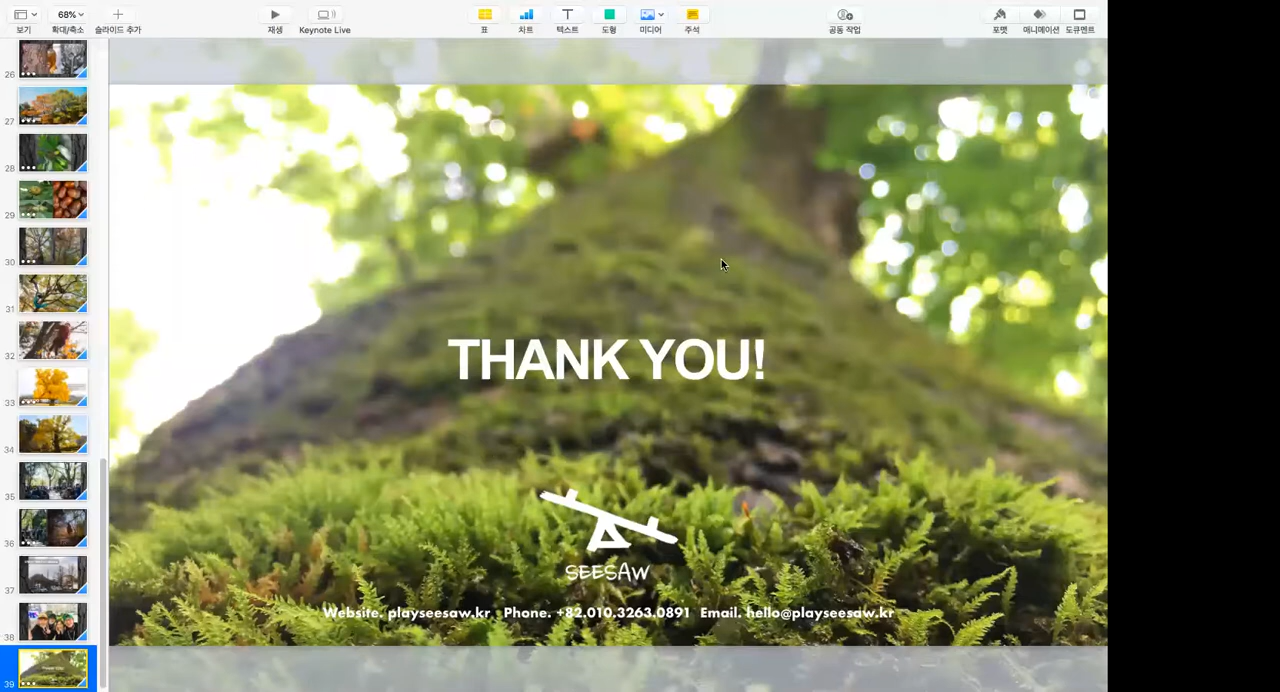 68%
보기
확대/축소
슬라이드 추가
재생
Keynote Live
표
차트
텍스트
도형
미디어
주석
공동 작업
포맷
애니메이션
도큐멘트
26
27
28
29
30
31
32
33
34
35
36
37
38
39
THANK YOU!
SEESAW
Website. playseesaw.kr Phone. +82.010.3263.0891 Email. hello@playseesaw.kr